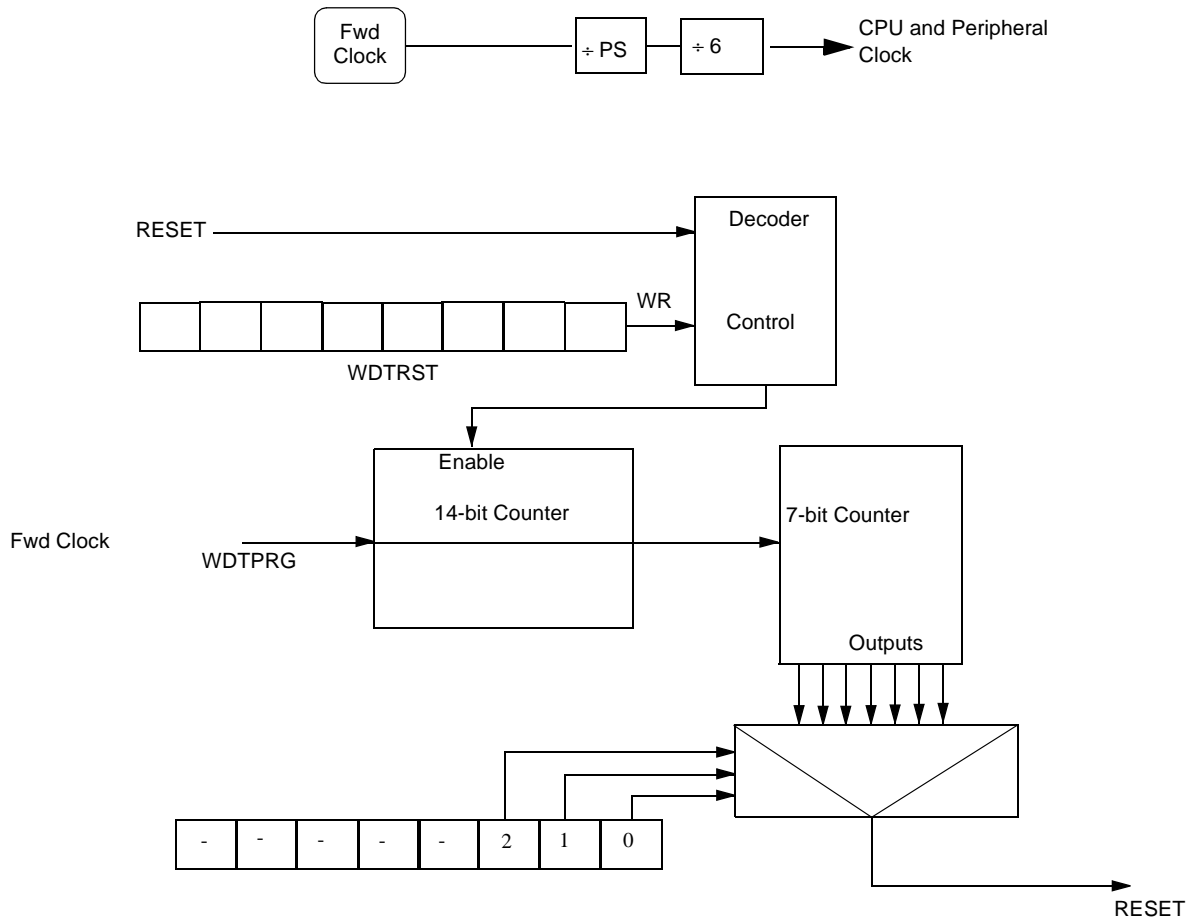 Fwd
Clock
÷ PS
÷ 6
CPU and Peripheral
Clock
RESET
Decoder
WR
Control
WDTRST
Enable
14-bit Counter
7-bit Counter
Fwd Clock
WDTPRG
Outputs
- - - - - 2 1 0
RESET